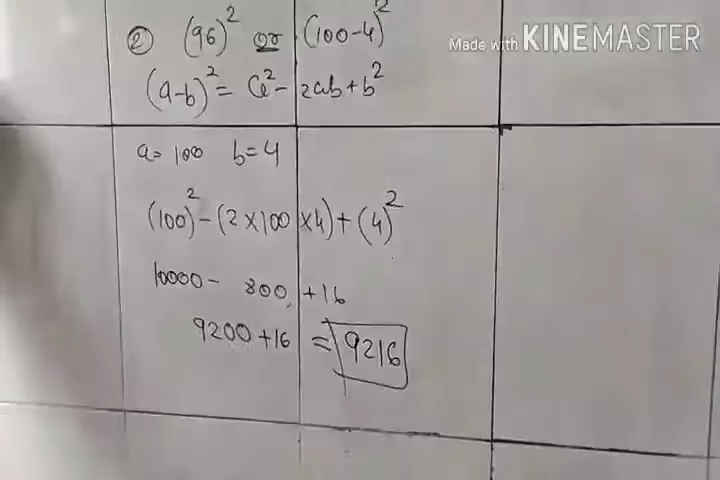 ② (96)² or (100-4)²
Made with KINEMASTER
(a-b)² = a² - 2ab + b²
a = 100 b = 4
(100)² - (2×100×4) + (4)²
10000 - 800 + 16
9200 + 16 = 9216